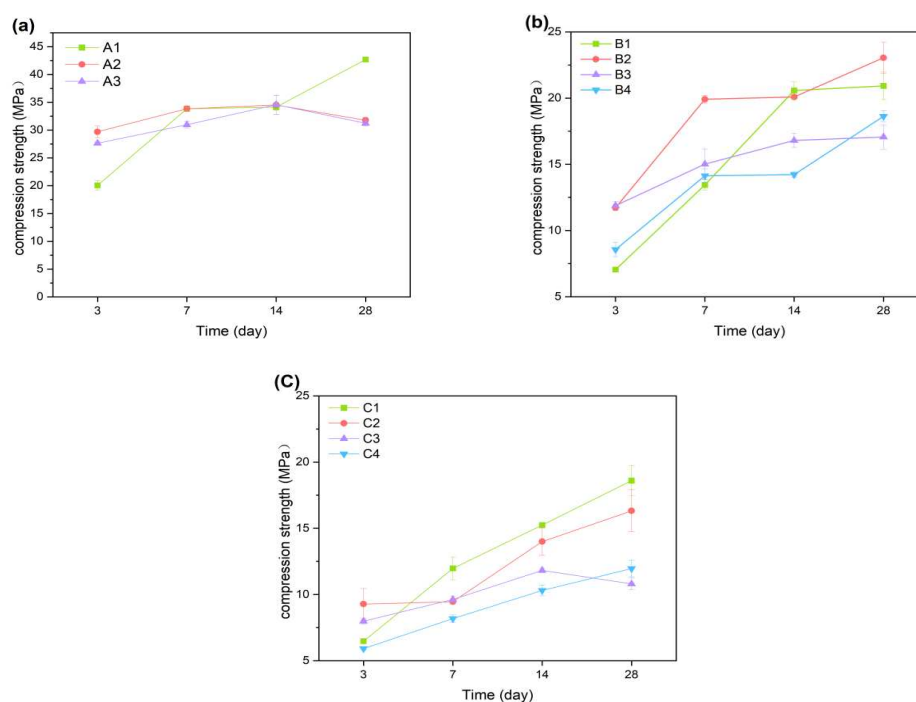 (a)
A1
A2
A3
compression strength (MPa）
45
40
35
30
25
20
15
10
5
0
3
7
14
28
Time (day)
(b)
B1
B2
B3
B4
compression strength (MPa）
25
20
15
10
5
3
7
14
28
Time (day)
(C)
C1
C2
C3
C4
compression strength (MPa）
25
20
15
10
5
3
7
14
28
Time (day)